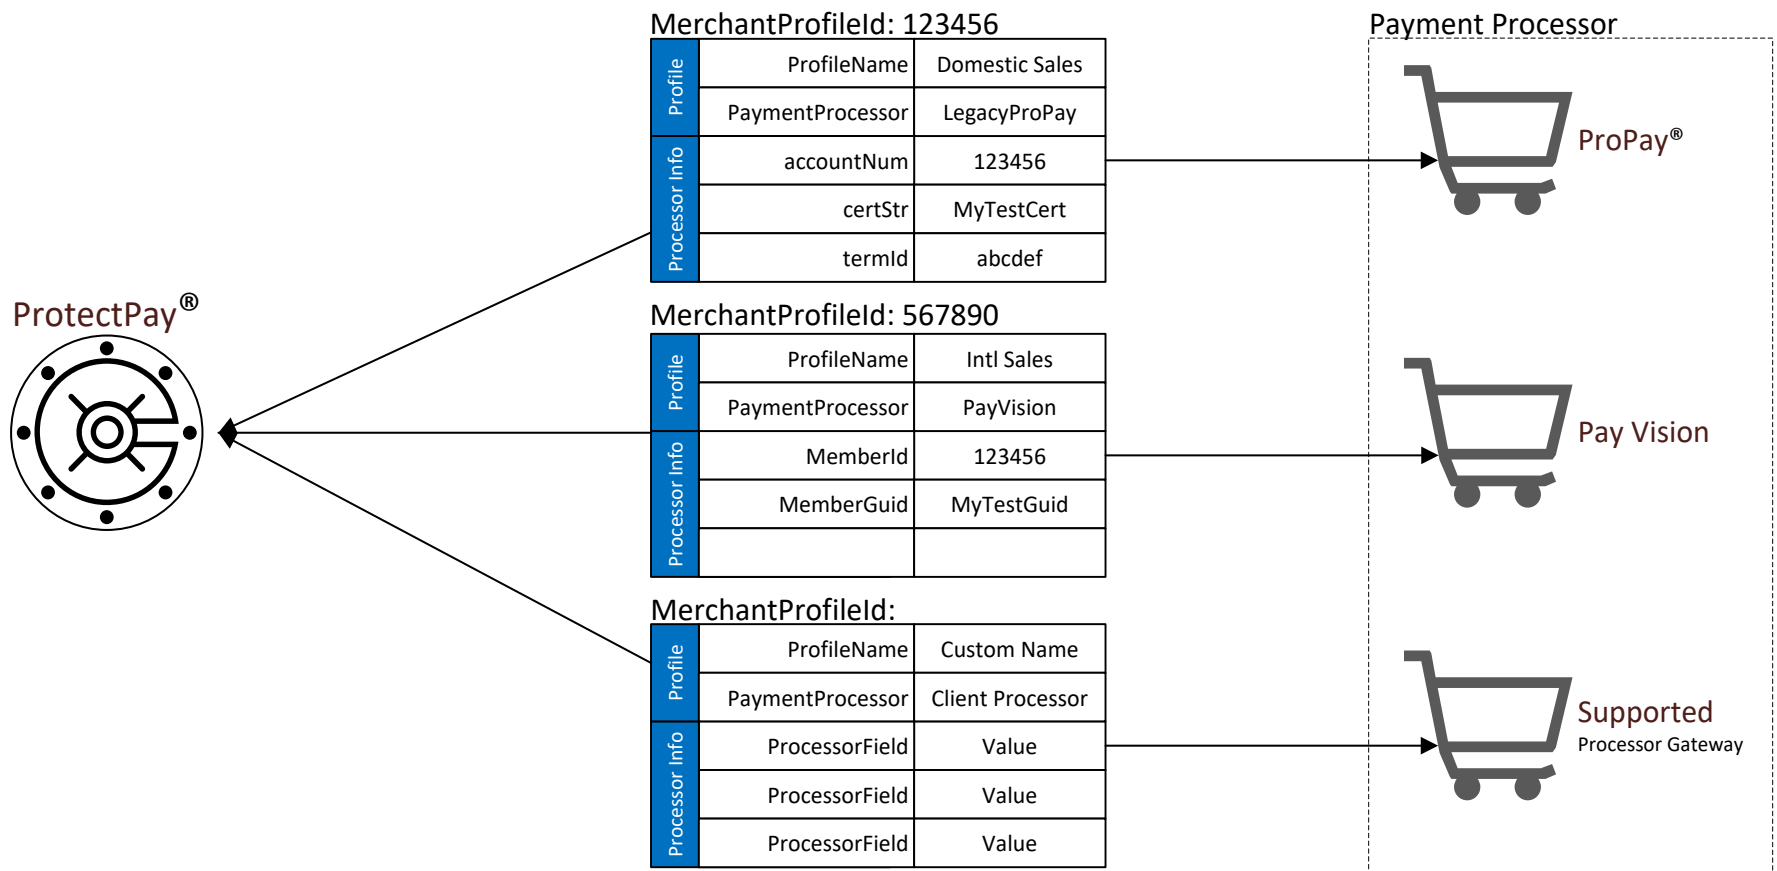 MerchantProfileId: 123456
Payment Processor
Profile
ProfileName Domestic Sales
PaymentProcessor LegacyProPay
Processor Info
accountNum 123456
certStr MyTestCert
termId abcdef
ProPay®
ProtectPay®
MerchantProfileId: 567890
Profile
ProfileName Intl Sales
PaymentProcessor PayVision
Processor Info
MemberId 123456
MemberGuid MyTestGuid
Pay Vision
MerchantProfileId:
Profile
ProfileName Custom Name
PaymentProcessor Client Processor
Processor Info
ProcessorField Value
ProcessorField Value
ProcessorField Value
Supported
Processor Gateway